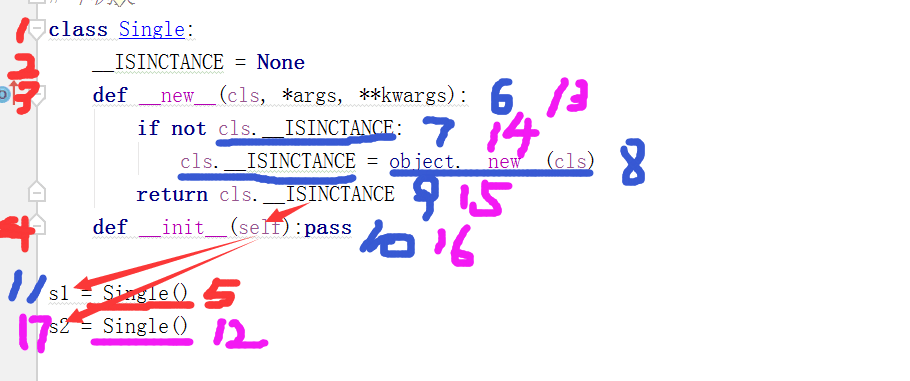 1 class Single:
2 __ISINCTANCE = None
3 def __new__(cls, *args, **kwargs): 6 13
if not cls.__ISINCTANCE: 7 14
cls.__ISINCTANCE = object.__new__(cls) 8
return cls.__ISINCTANCE 9 15
4 def __init__(self):pass 10 16
11 s1 = Single() 5
17 s2 = Single() 12